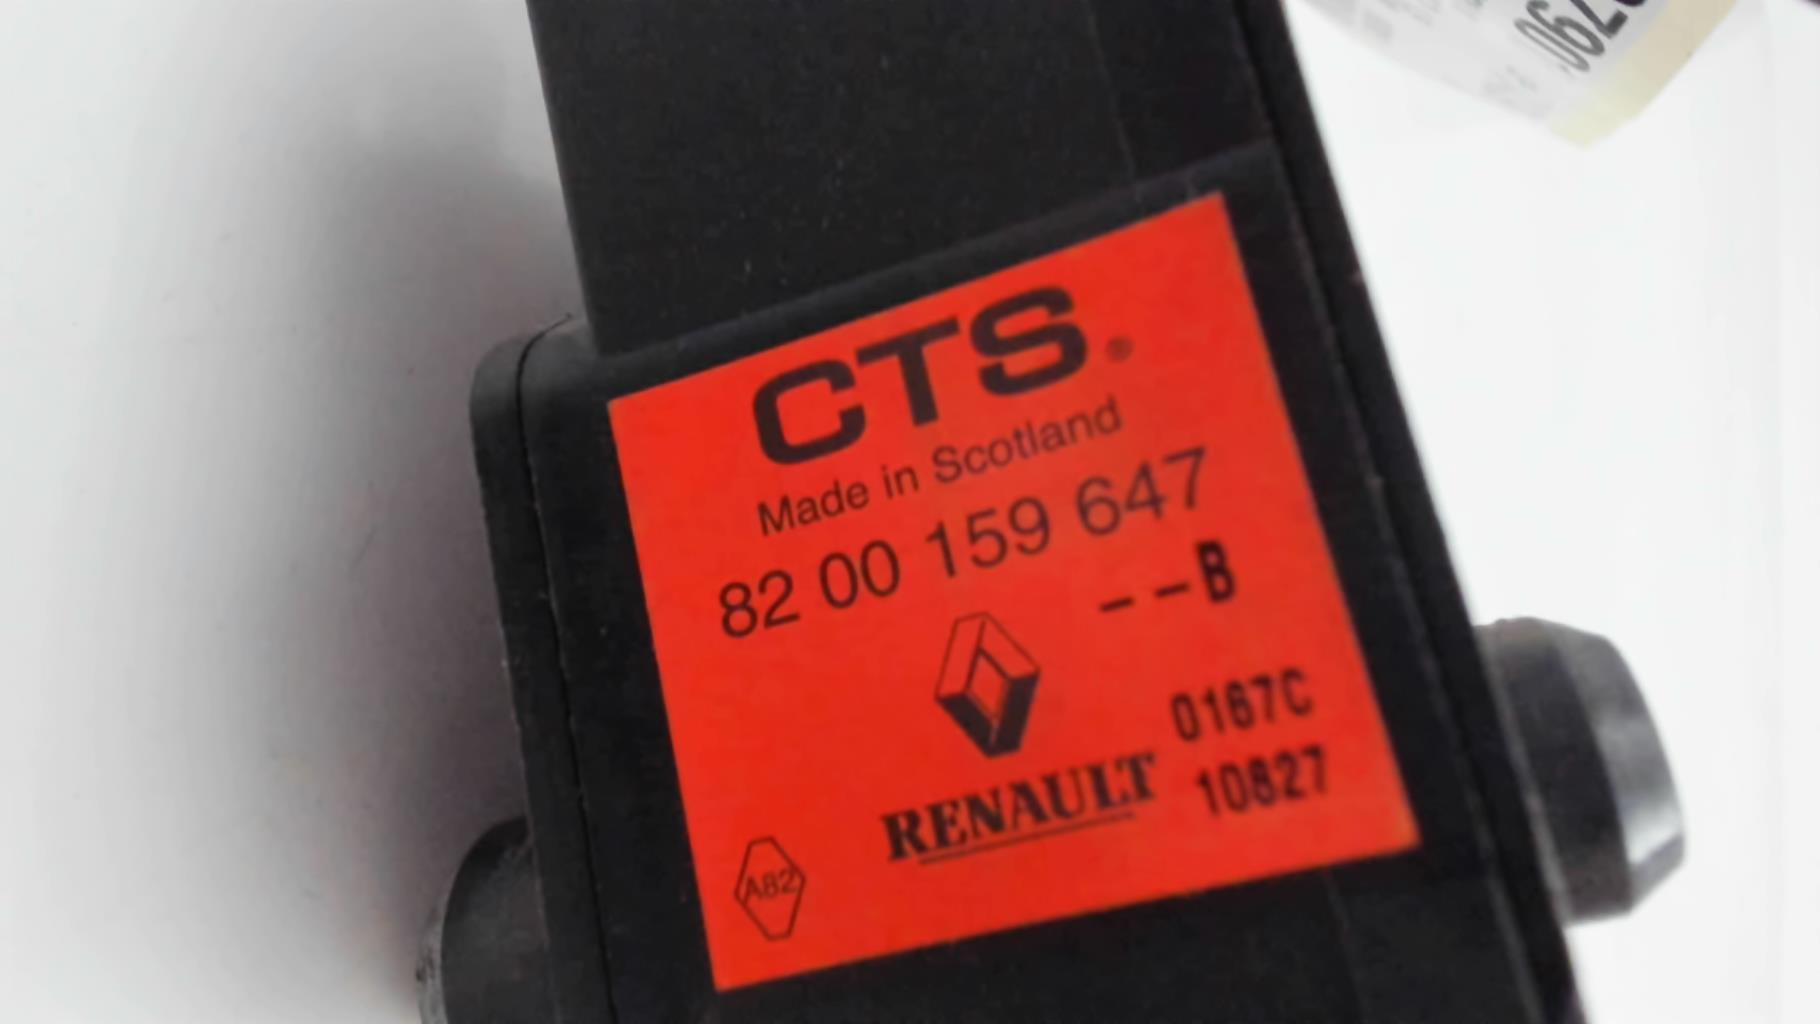 CTS®
Made in Scotland
82 00 159 647
--B
0167C
RENAULT
10827
A82